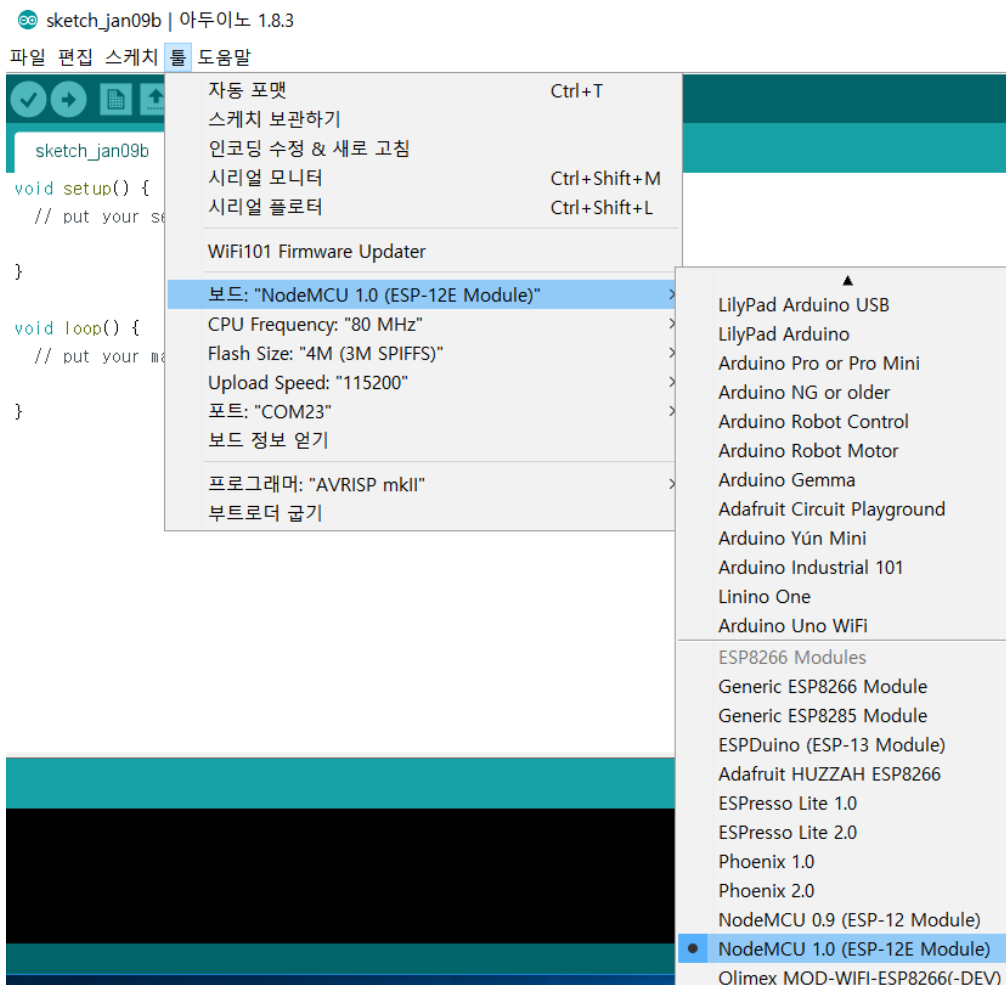 sketch_jan09b | 아두이노 1.8.3
파일 편집 스케치 툴 도움말
sketch_jan09b
void setup() {
// put your se
}
void loop() {
// put your ma
}
자동 포맷 Ctrl+T
스케치 보관하기
인코딩 수정 & 새로 고침
시리얼 모니터 Ctrl+Shift+M
시리얼 플로터 Ctrl+Shift+L
WiFi101 Firmware Updater
보드: "NodeMCU 1.0 (ESP-12E Module)"
CPU Frequency: "80 MHz"
Flash Size: "4M (3M SPIFFS)"
Upload Speed: "115200"
포트: "COM23"
보드 정보 얻기
프로그래머: "AVRISP mkII"
부트로더 굽기
LilyPad Arduino USB
LilyPad Arduino
Arduino Pro or Pro Mini
Arduino NG or older
Arduino Robot Control
Arduino Robot Motor
Arduino Gemma
Adafruit Circuit Playground
Arduino Yún Mini
Arduino Industrial 101
Linino One
Arduino Uno WiFi
ESP8266 Modules
Generic ESP8266 Module
Generic ESP8285 Module
ESPDuino (ESP-13 Module)
Adafruit HUZZAH ESP8266
ESPresso Lite 1.0
ESPresso Lite 2.0
Phoenix 1.0
Phoenix 2.0
NodeMCU 0.9 (ESP-12 Module)
NodeMCU 1.0 (ESP-12E Module)
Olimex MOD-WIFI-ESP8266(-DEV)